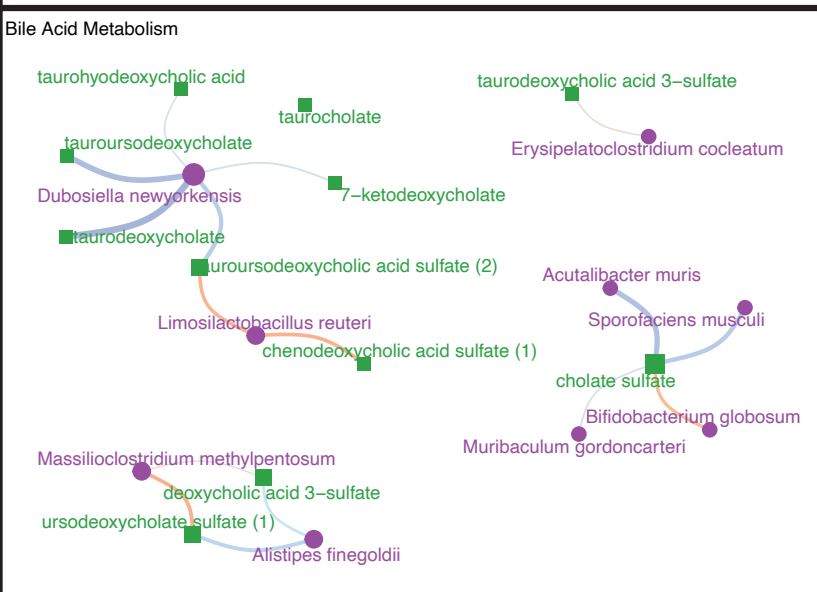 Bile Acid Metabolism
taurohyodeoxycholic acid
taurodeoxycholic acid 3−sulfate
taurocholate
tauroursodeoxycholate
Erysipelatoclostridium cocleatum
Dubosiella newyorkensis
7−ketodeoxycholate
taurodeoxycholate
auroursodeoxycholic acid sulfate (2)
Acutalibacter muris
Sporofaciens musculi
Limosilactobacillus reuteri
chenodeoxycholic acid sulfate (1)
cholate sulfate
Bifidobacterium globosum
Muribaculum gordoncarteri
Massilioclostridium methylpentosum
deoxycholic acid 3−sulfate
ursodeoxycholate sulfate (1)
Alistipes finegoldii